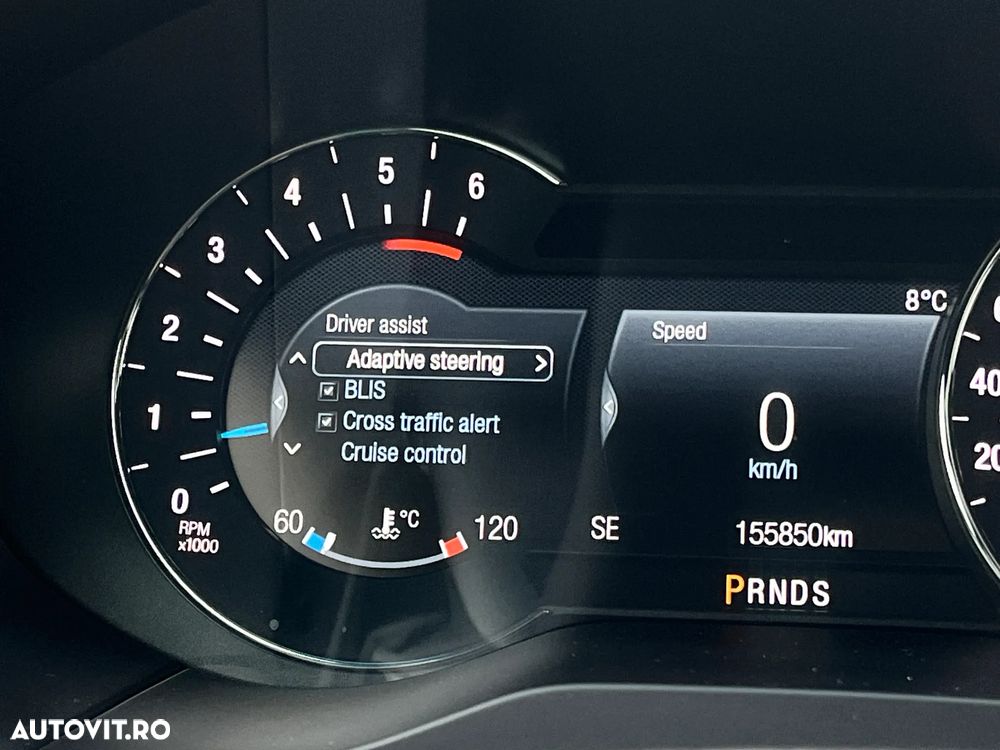 6
5
4
3
2
1
0
RPM
x1000
Driver assist
Adaptive steering >
BLIS
Cross traffic alert
Cruise control
60
°C
120
8°C
Speed
0
km/h
SE
155850km
PRNDS
40
20
AUTOVIT.RO